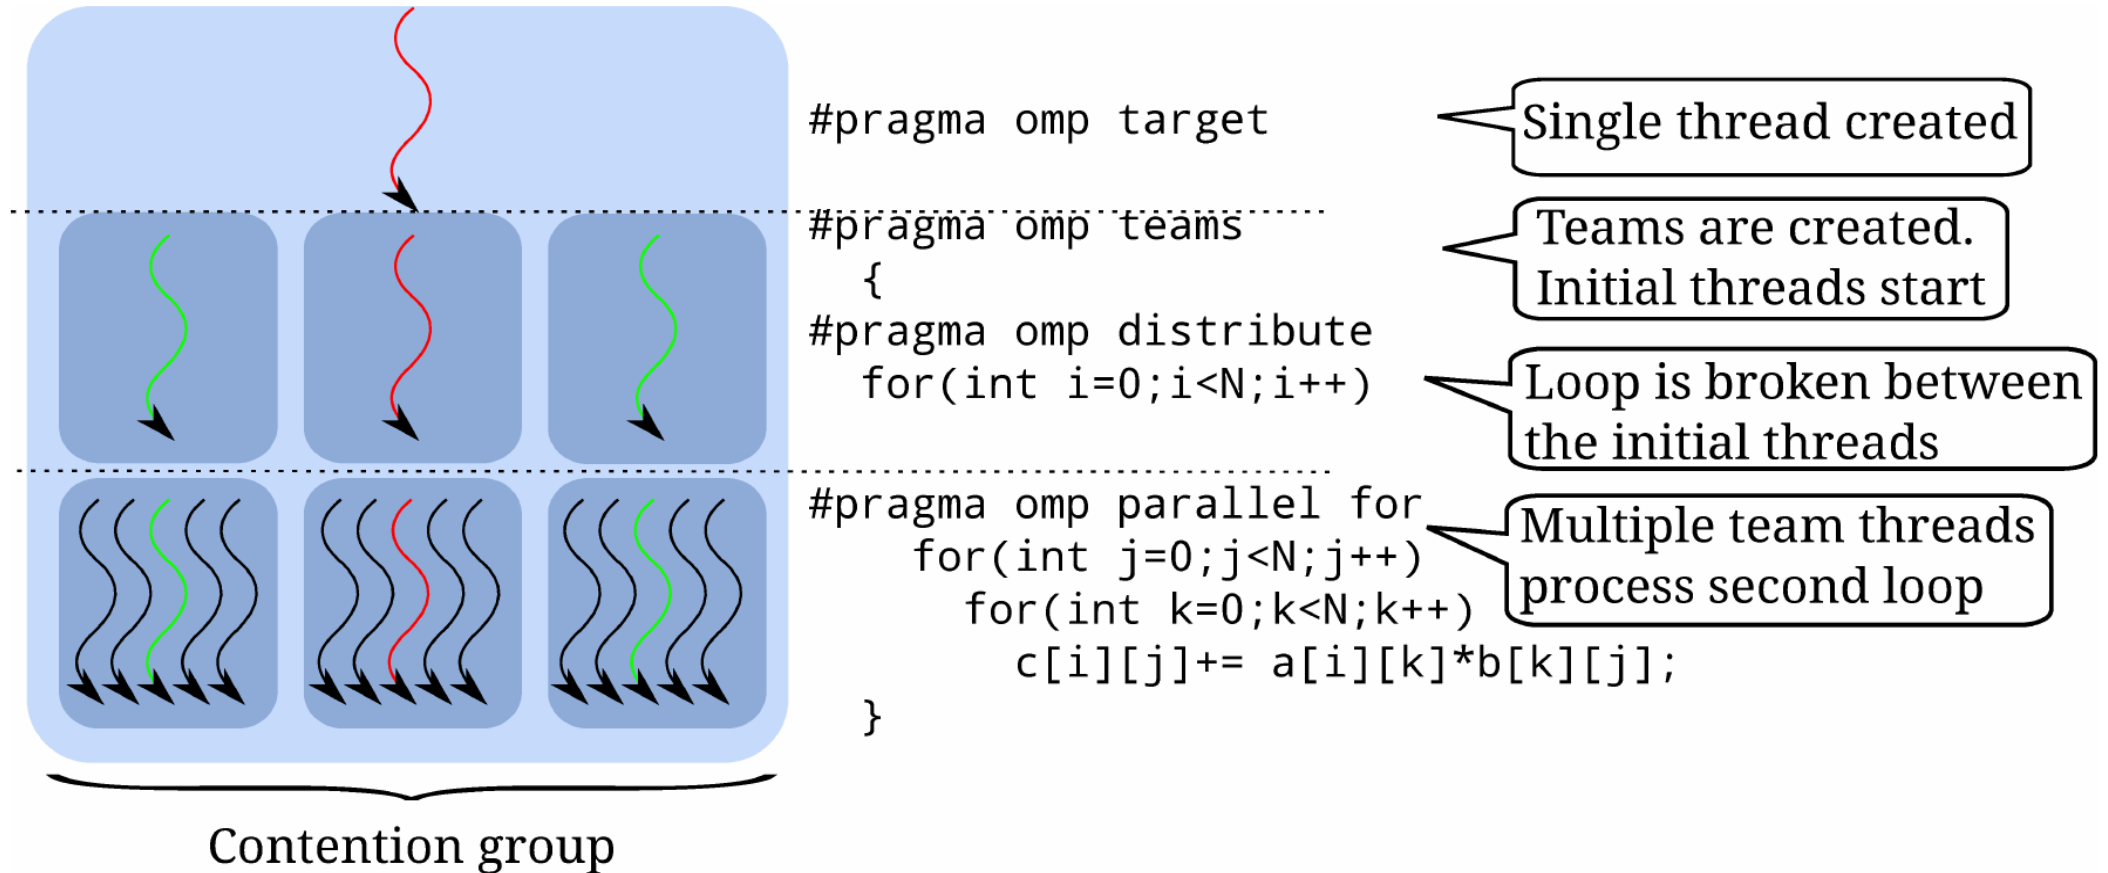 #pragma omp target
Single thread created
#pragma omp teams
{
Teams are created.
Initial threads start
#pragma omp distribute
for(int i=0;i<N;i++)
Loop is broken between
the initial threads
#pragma omp parallel for
for(int j=0;j<N;j++)
for(int k=0;k<N;k++)
c[i][j]+= a[i][k]*b[k][j];
}
Multiple team threads
process second loop
Contention group